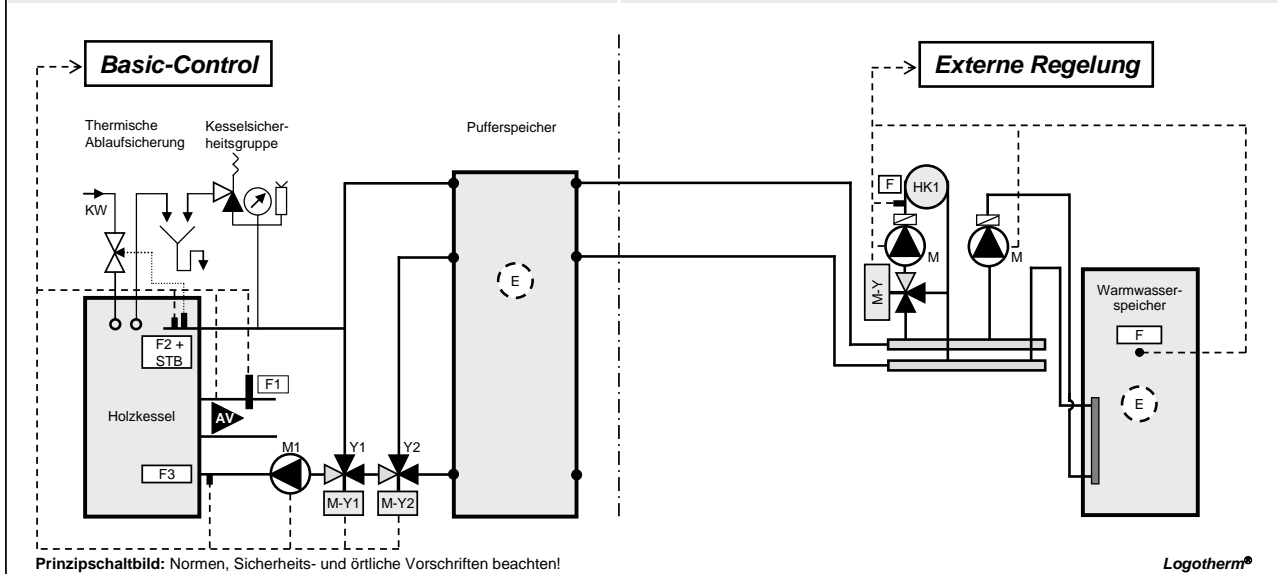 Basic-Control
Externe Regelung
Thermische
Ablaufsicherung
Kesselsicher-
heitsgruppe
Pufferspeicher
KW
F
HK1
M
M
M-Y
E
Warmwasser-
speicher
F
E
F2 +
STB
F1
Holzkessel
AV
M1
Y1
Y2
F3
M-Y1
M-Y2
Prinzipschaltbild: Normen, Sicherheits- und örtliche Vorschriften beachten!
Logotherm®